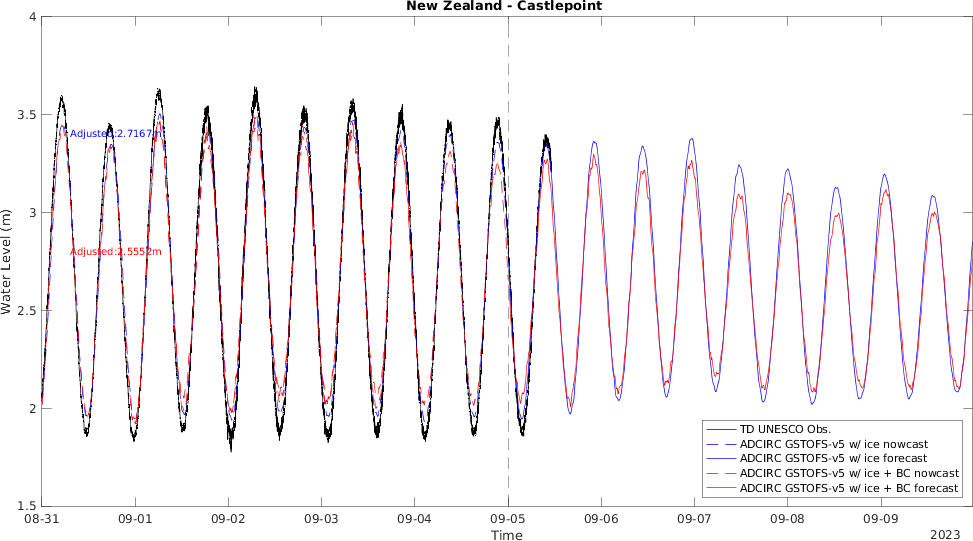 New Zealand - Castlepoint
4
3.5
3
2.5
2
1.5
Water Level (m)
Adjusted:2.7167m
Adjusted:2.5552m
TD UNESCO Obs.
ADCIRC GSTOFS-v5 w/ ice nowcast
ADCIRC GSTOFS-v5 w/ ice forecast
ADCIRC GSTOFS-v5 w/ ice + BC nowcast
ADCIRC GSTOFS-v5 w/ ice + BC forecast
08-31 09-01 09-02 09-03 09-04 09-05 09-06 09-07 09-08 09-09
Time
2023